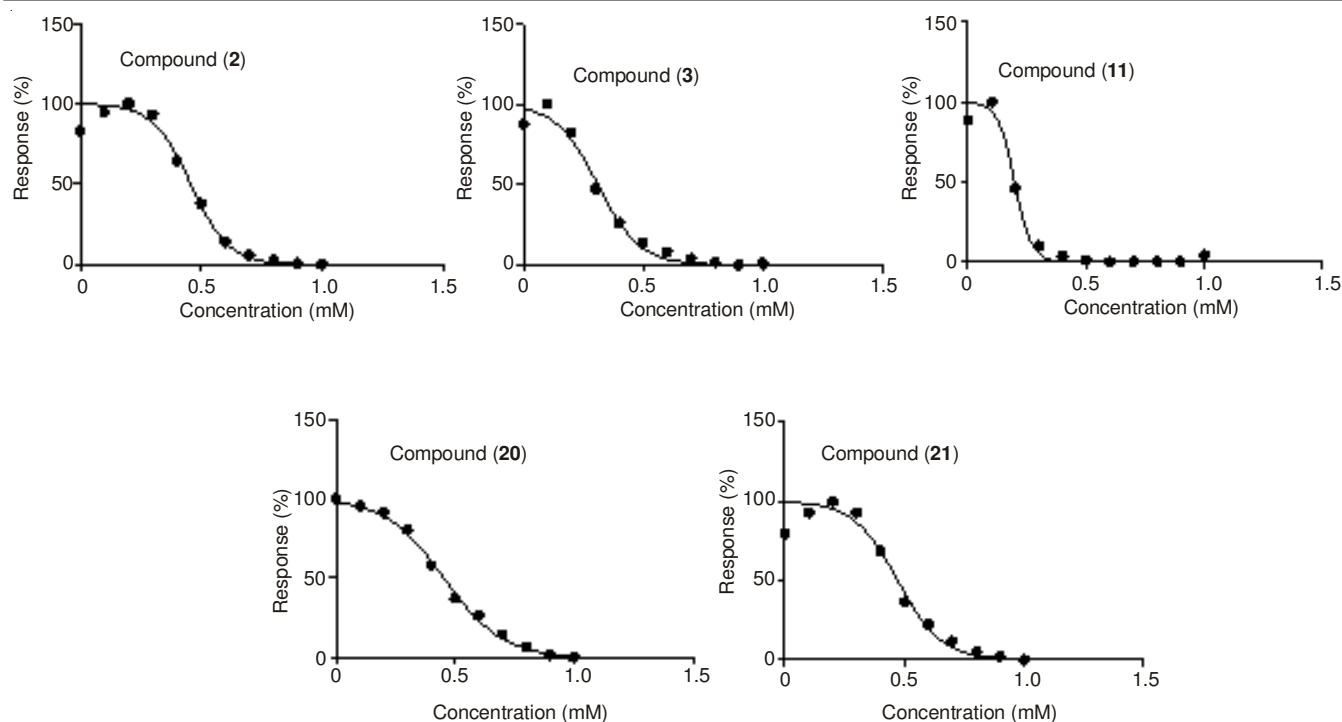 Compound (2)
Response (%)
150
100
50
0
0 0.5 1.0 1.5
Concentration (mM)
Compound (3)
Response (%)
150
100
50
0
0 0.5 1.0 1.5
Concentration (mM)
Compound (11)
Response (%)
150
100
50
0
0 0.5 1.0 1.5
Concentration (mM)
Compound (20)
Response (%)
150
100
50
0
0 0.5 1.0 1.5
Concentration (mM)
Compound (21)
Response (%)
150
100
50
0
0 0.5 1.0 1.5
Concentration (mM)